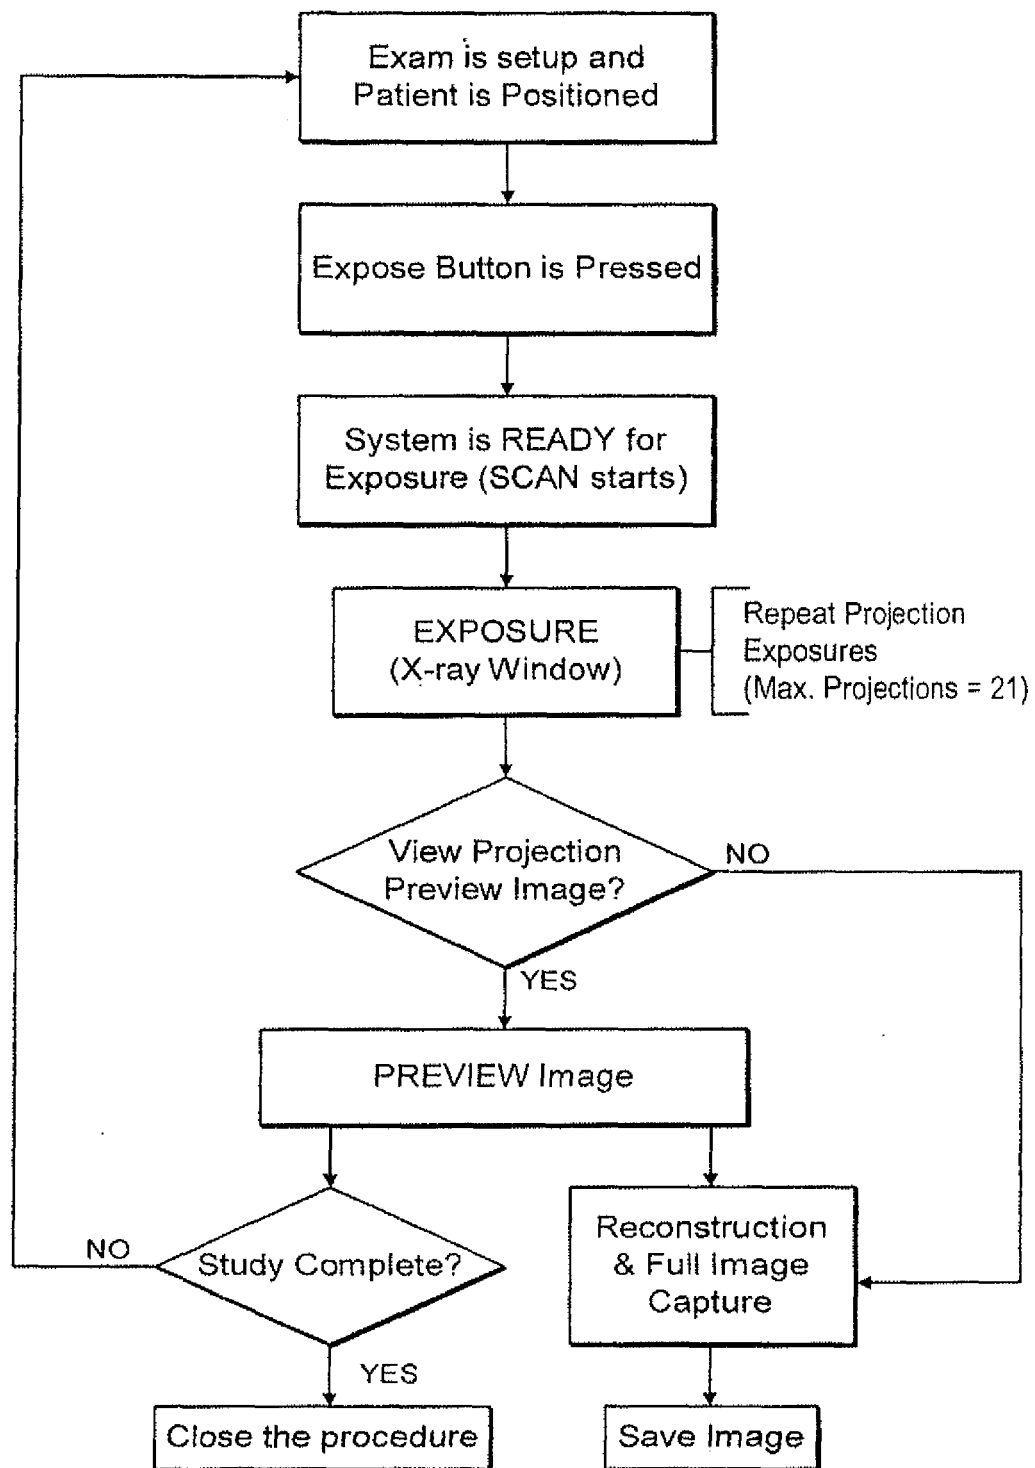 Exam is setup and
Patient is Positioned
Expose Button is Pressed
System is READY for
Exposure (SCAN starts)
EXPOSURE
(X-ray Window)
Repeat Projection
Exposures
(Max. Projections = 21)
View Projection
Preview Image?
NO
YES
PREVIEW Image
NO
Study Complete?
Reconstruction
& Full Image
Capture
YES
Close the procedure
Save Image